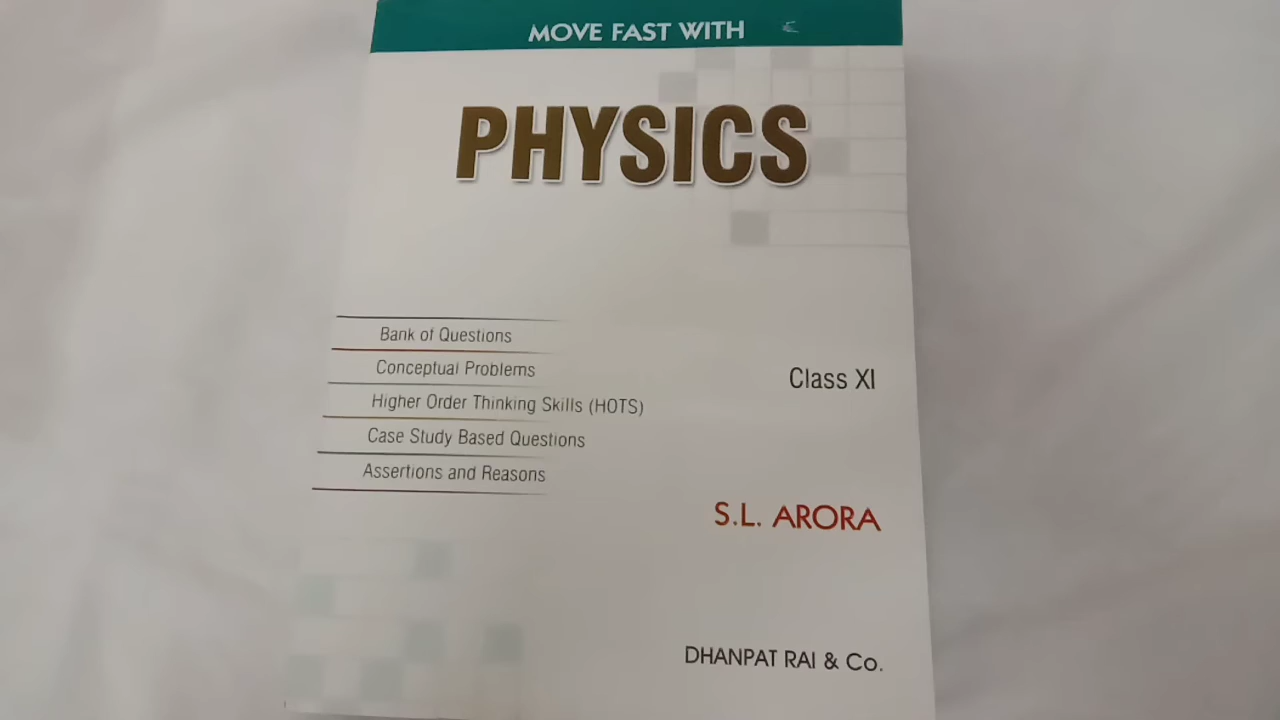 MOVE FAST WITH
PHYSICS
Bank of Questions
Conceptual Problems
Class XI
Higher Order Thinking Skills (HOTS)
Case Study Based Questions
Assertions and Reasons
S.L. ARORA
DHANPAT RAI & Co.